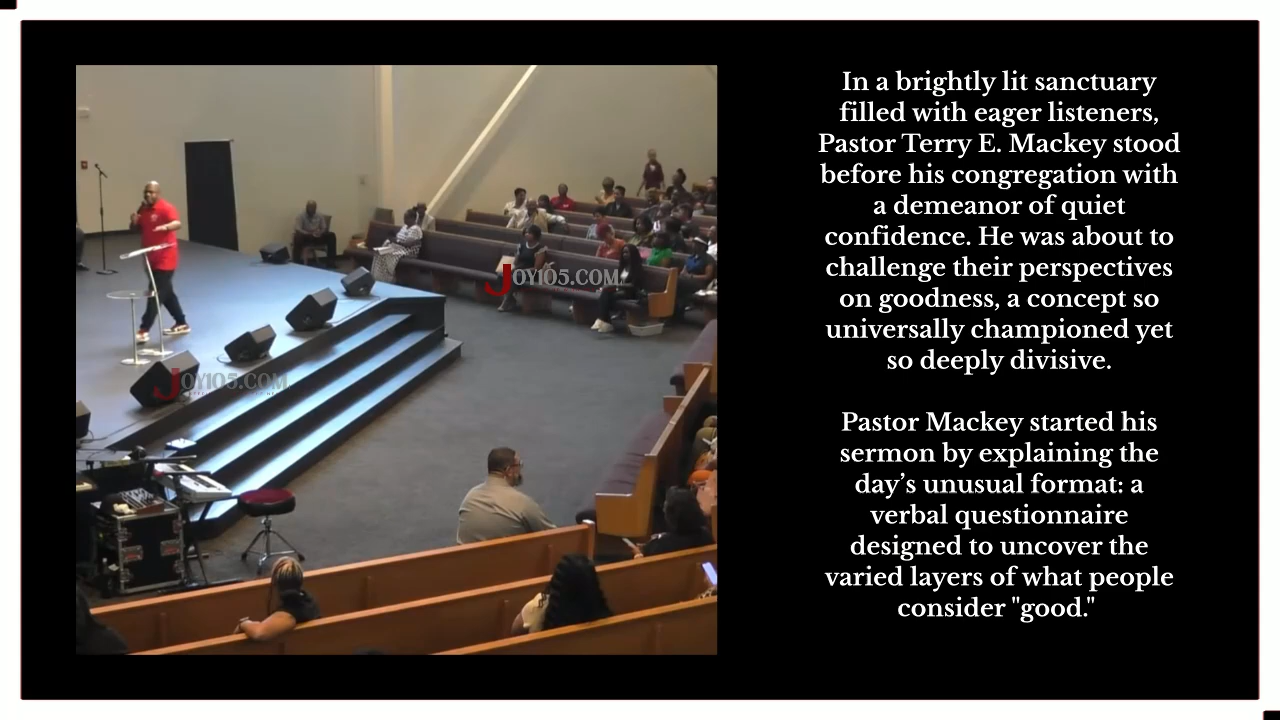 In a brightly lit sanctuary
filled with eager listeners,
Pastor Terry E. Mackey stood
before his congregation with
a demeanor of quiet
confidence. He was about to
challenge their perspectives
on goodness, a concept so
universally championed yet
so deeply divisive.
Pastor Mackey started his
sermon by explaining the
day’s unusual format: a
verbal questionnaire
designed to uncover the
varied layers of what people
consider "good."
JOY105.COM
JOY105.COM